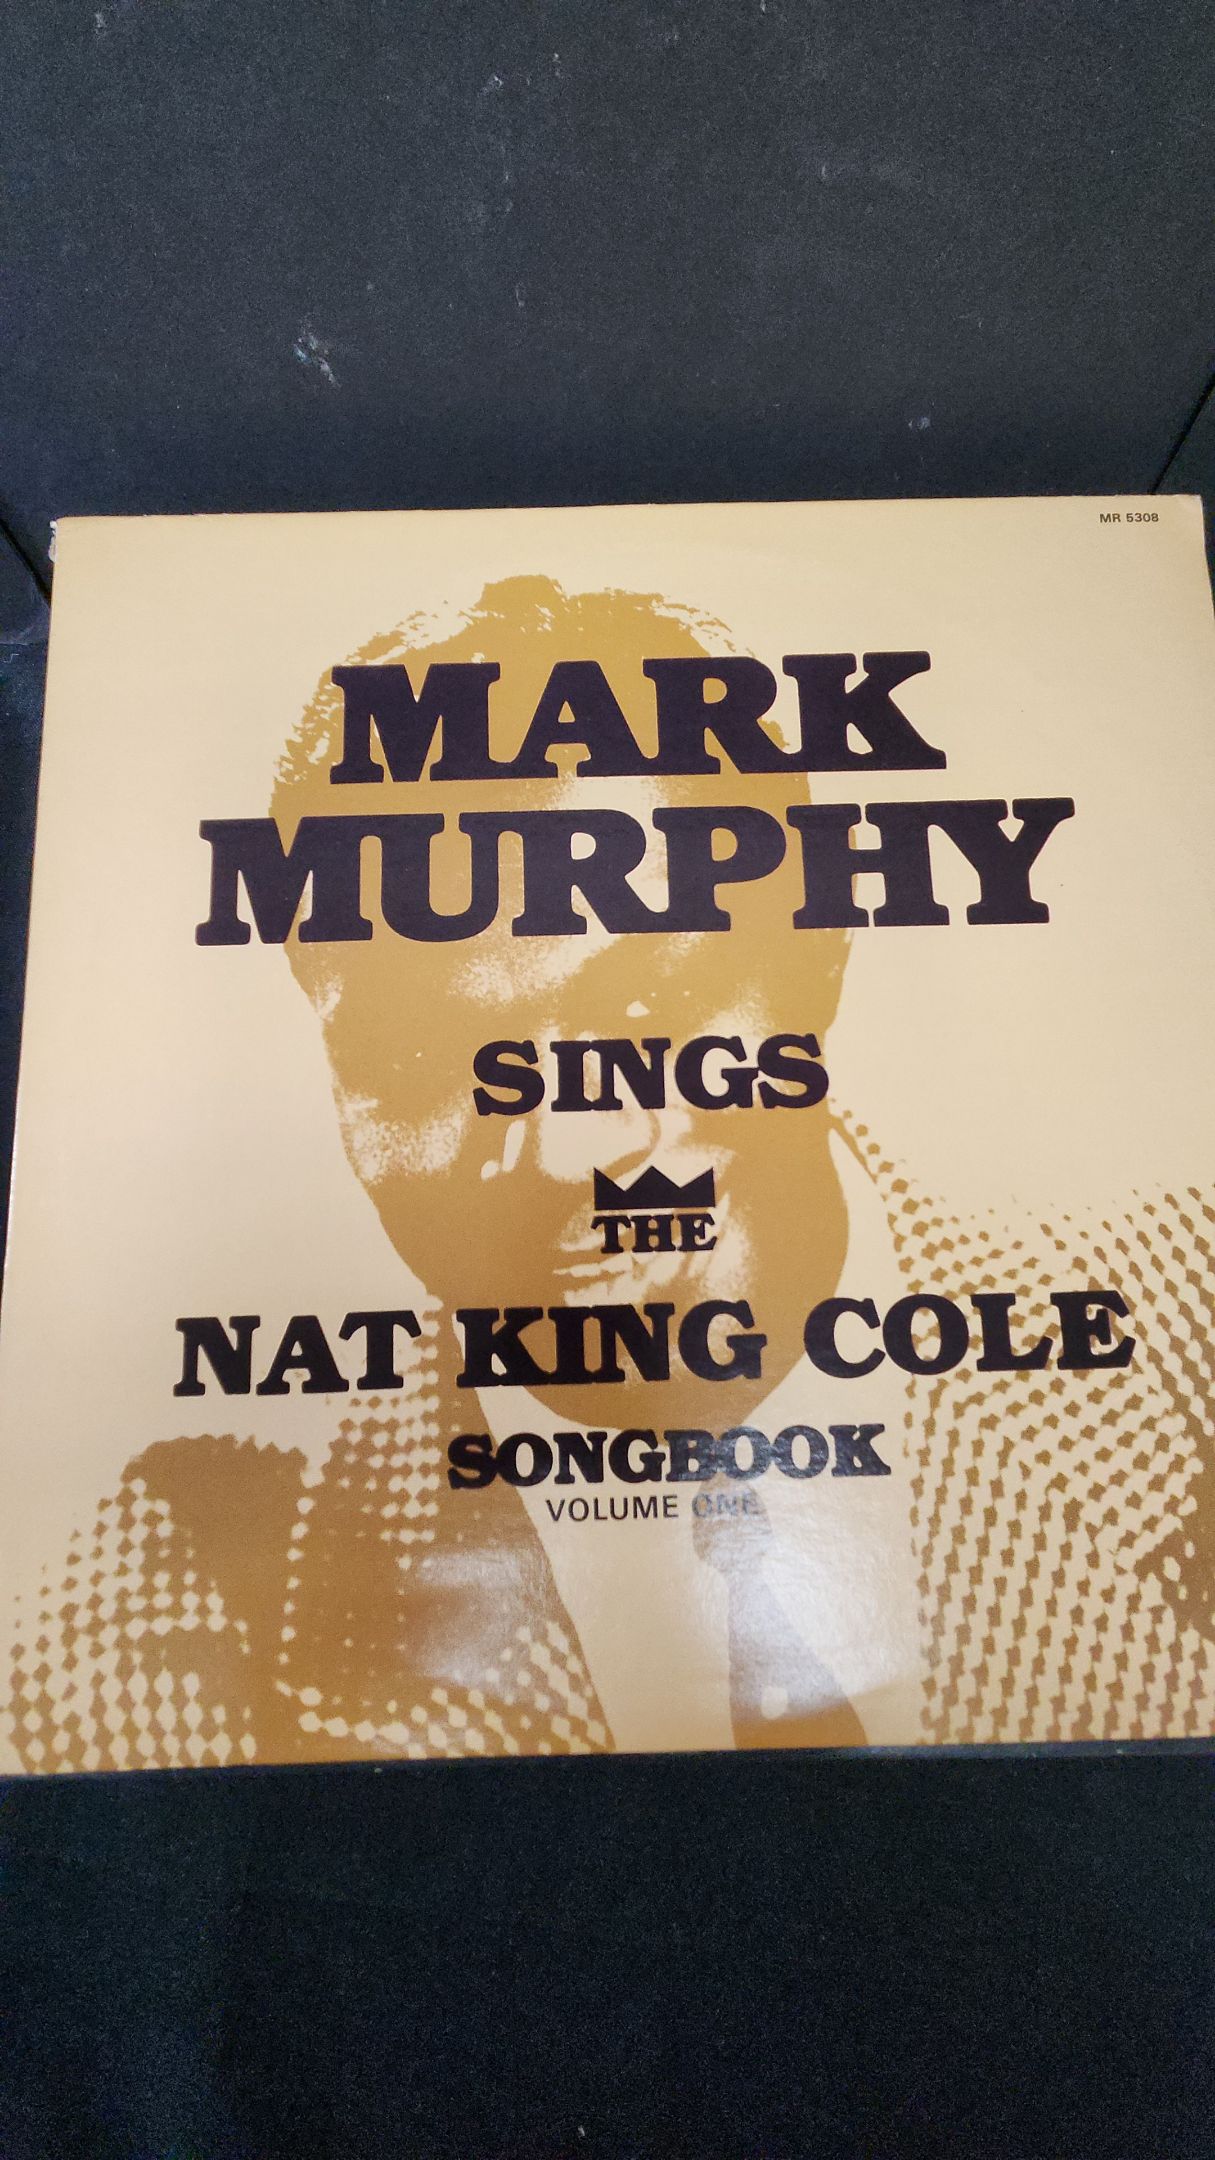 MR 5308
MARK
MURPHY
SINGS
THE
NAT KING COLE
SONGBOOK
VOLUME ONE